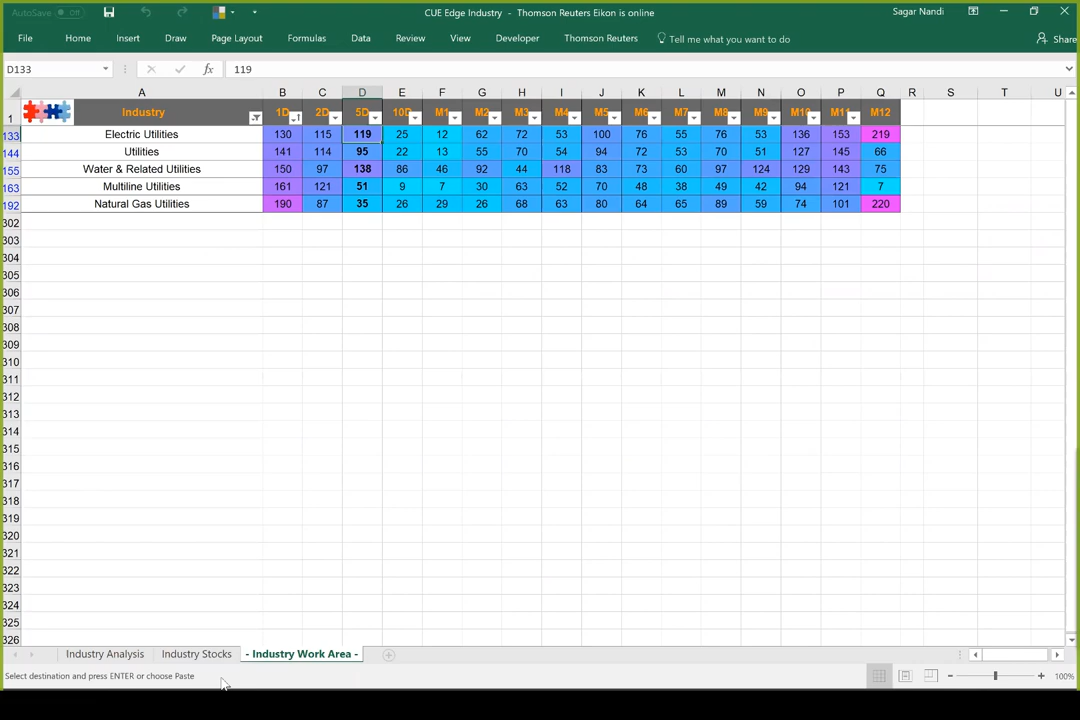 AutoSave Off
CUE Edge Industry - Thomson Reuters Eikon is online
Sagar Nandi
File Home Insert Draw Page Layout Formulas Data Review View Developer Thomson Reuters Tell me what you want to do Share
D133 fx 119
A B C D E F G H I J K L M N O P Q R S T U
1 Industry 1D 2D 5D 10D M1 M2 M3 M4 M5 M6 M7 M8 M9 M10 M11 M12
133 Electric Utilities 130 115 119 25 12 62 72 53 100 76 55 76 53 136 153 219
144 Utilities 141 114 95 22 13 55 70 54 94 72 53 70 51 127 145 66
155 Water & Related Utilities 150 97 138 86 46 92 44 118 83 73 60 97 124 129 143 75
163 Multiline Utilities 161 121 51 9 7 30 63 52 70 48 38 49 42 94 121 7
192 Natural Gas Utilities 190 87 35 26 29 26 68 63 80 64 65 89 59 74 101 220
302
303
304
305
306
307
308
309
310
311
312
313
314
315
316
317
318
319
320
321
322
323
324
325
326
Industry Analysis Industry Stocks - Industry Work Area -
Select destination and press ENTER or choose Paste
100%